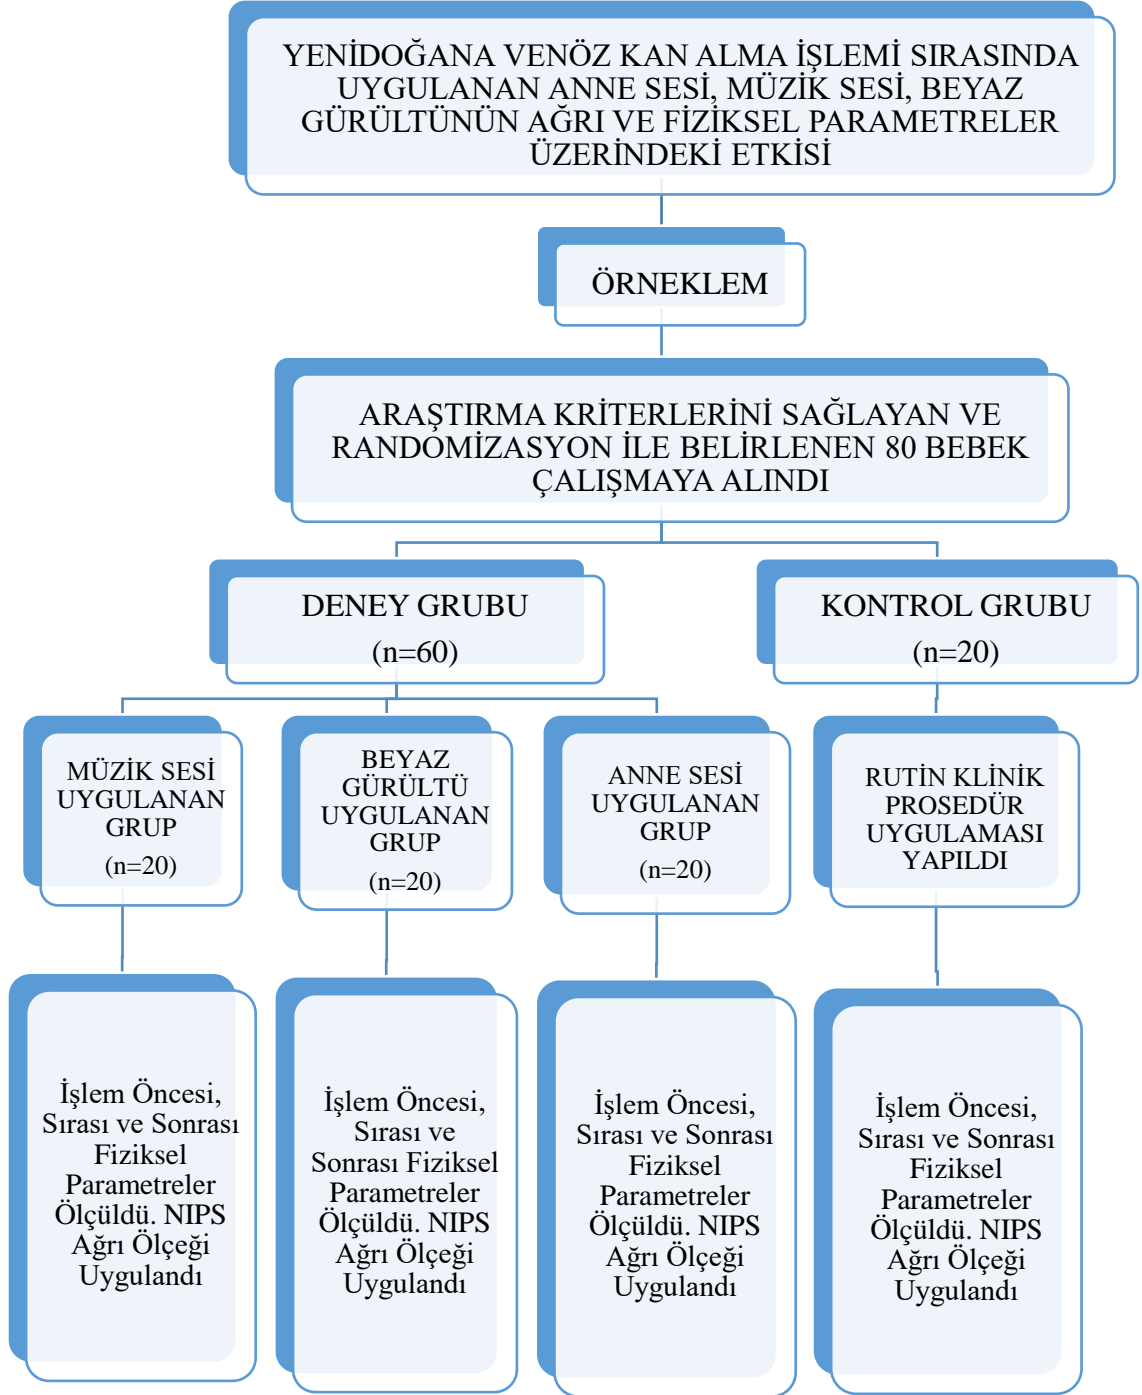 YENİDOĞANA VENÖZ KAN ALMA İŞLEMİ SIRASINDA
UYGULANAN ANNE SESİ, MÜZİK SESİ, BEYAZ
GÜRÜLTÜNÜN AĞRI VE FİZİKSEL PARAMETRELER
ÜZERİNDEKİ ETKİSİ
ÖRNEKLEM
ARAŞTIRMA KRİTERLERİNİ SAĞLAYAN VE
RANDOMİZASYON İLE BELİRLENEN 80 BEBEK
ÇALIŞMAYA ALINDI
DENEY GRUBU
(n=60)
KONTROL GRUBU
(n=20)
MÜZİK SESİ
UYGULANAN
GRUP
(n=20)
BEYAZ
GÜRÜLTÜ
UYGULANAN
GRUP
(n=20)
ANNE SESİ
UYGULANAN
GRUP
(n=20)
RUTİN KLİNİK
PROSEDÜR
UYGULAMASI
YAPILDI
İşlem Öncesi,
Sırası ve Sonrası
Fiziksel
Parametreler
Ölçüldü. NIPS
Ağrı Ölçeği
Uygulandı
İşlem Öncesi,
Sırası ve
Sonrası Fiziksel
Parametreler
Ölçüldü. NIPS
Ağrı Ölçeği
Uygulandı
İşlem Öncesi,
Sırası ve Sonrası
Fiziksel
Parametreler
Ölçüldü. NIPS
Ağrı Ölçeği
Uygulandı
İşlem Öncesi,
Sırası ve Sonrası
Fiziksel
Parametreler
Ölçüldü. NIPS
Ağrı Ölçeği
Uygulandı